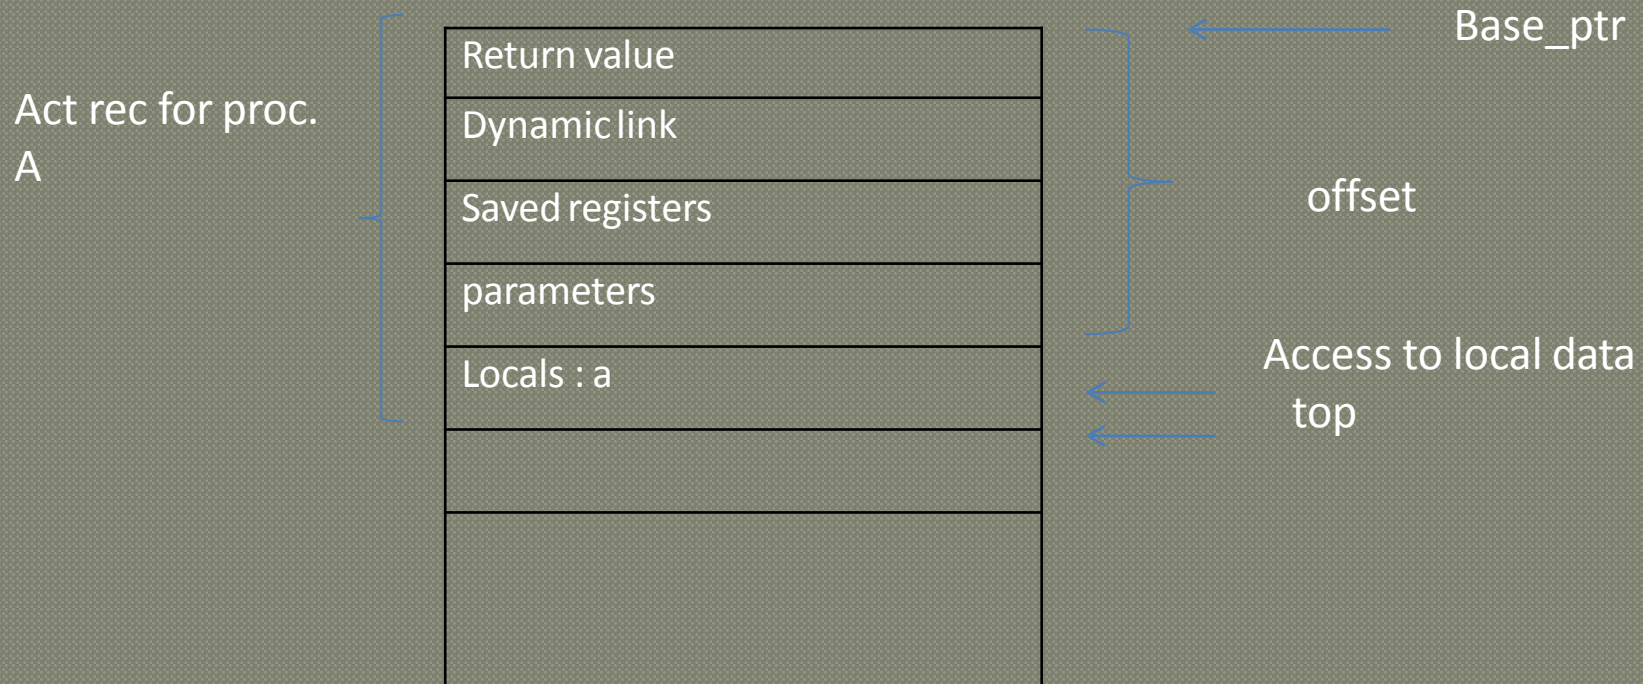 Base_ptr
Return value
Act rec for proc.
A
Dynamic link
Saved registers
offset
parameters
Access to local data
Locals : a
top